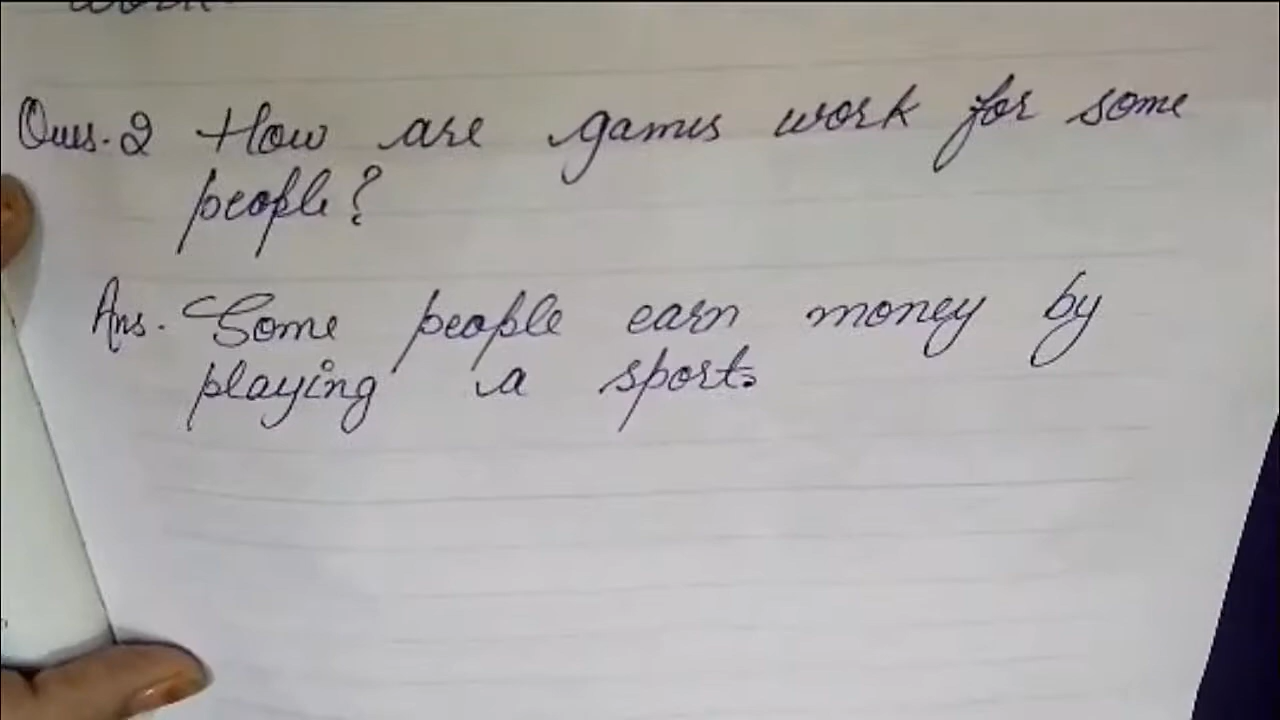 Ques. 2 How are games work for some
people?
Ans. Some people earn money by
playing a sport.